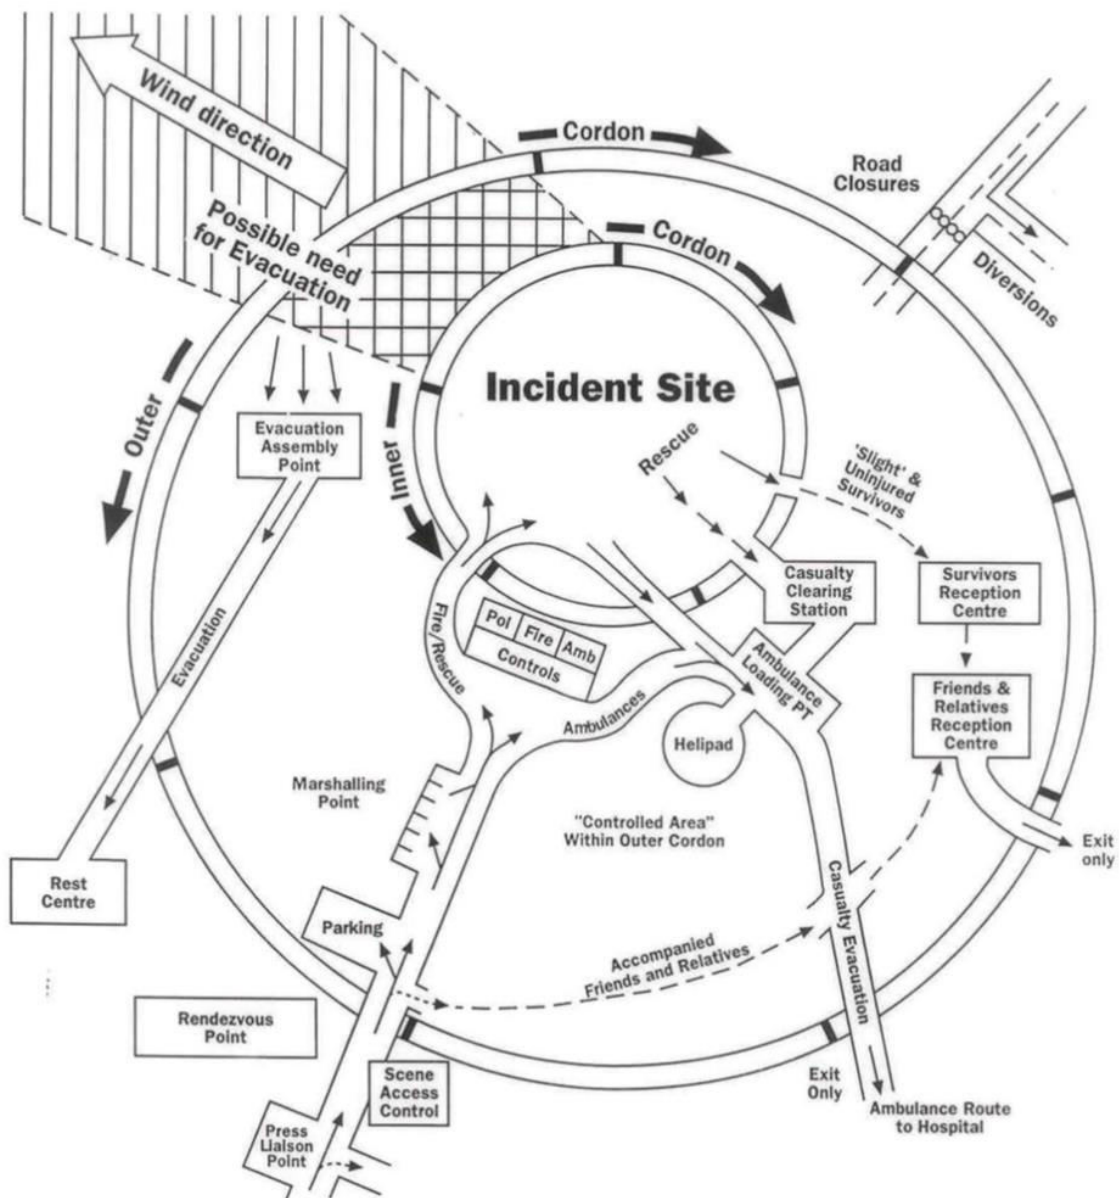 Wind direction
Cordon
Road
Closures
Cordon
Diversions
Possible need
for Evacuation
Outer
Inner
Incident Site
Evacuation
Assembly
Point
Rescue
'Slight' &
Uninjured
Survivors
Casualty
Clearing
Station
Survivors
Reception
Centre
Evacuation
Fire/Rescue
Pol
Fire
Amb
Controls
Ambulances
Ambulance
Loading PT
Helipad
Friends &
Relatives
Reception
Centre
Marshalling
Point
"Controlled Area"
Within Outer Cordon
Exit
only
Rest
Centre
Parking
Casualty Evacuation
Accompanied
Friends and Relatives
Rendezvous
Point
Scene
Access
Control
Exit
Only
Ambulance Route
to Hospital
Press
Liaison
Point